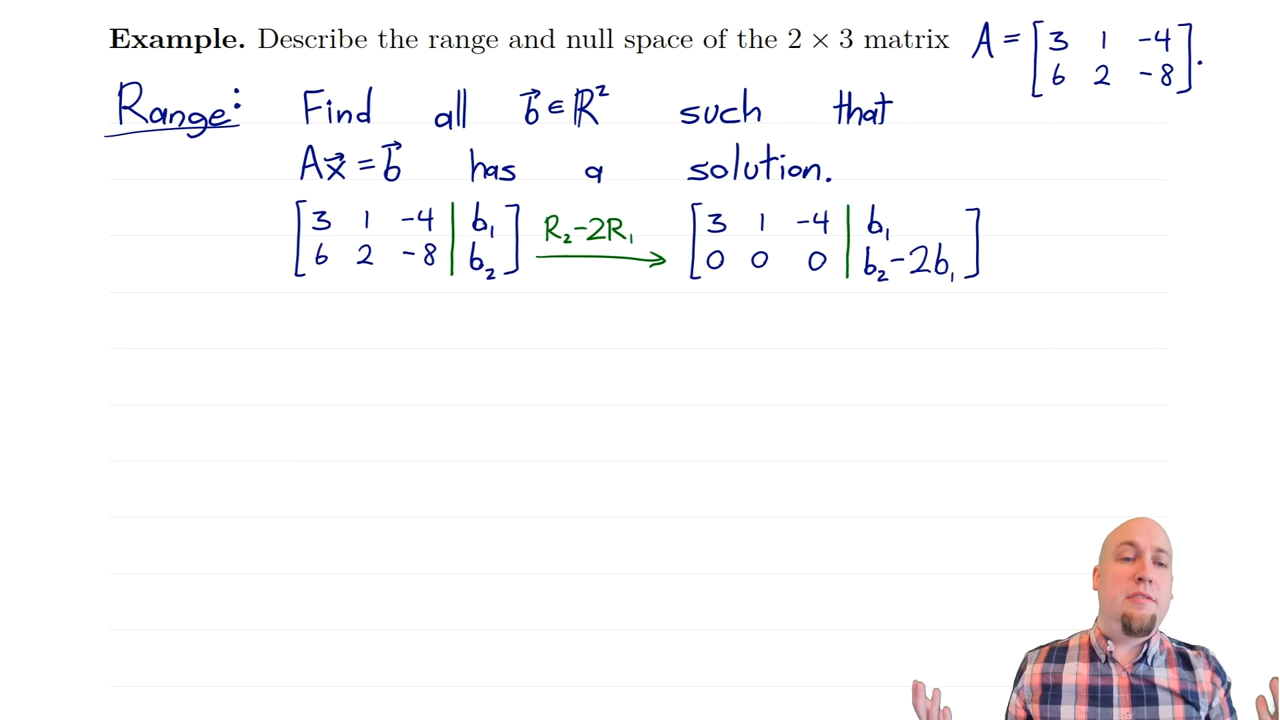 Example. Describe the range and null space of the 2 × 3 matrix A = [3 1 -4; 6 2 -8].
Range: Find all b⃗ ∈ ℝ² such that
Ax⃗ = b⃗ has a solution.
[3 1 -4 | b₁; 6 2 -8 | b₂] R₂-2R₁ → [3 1 -4 | b₁; 0 0 0 | b₂-2b₁]